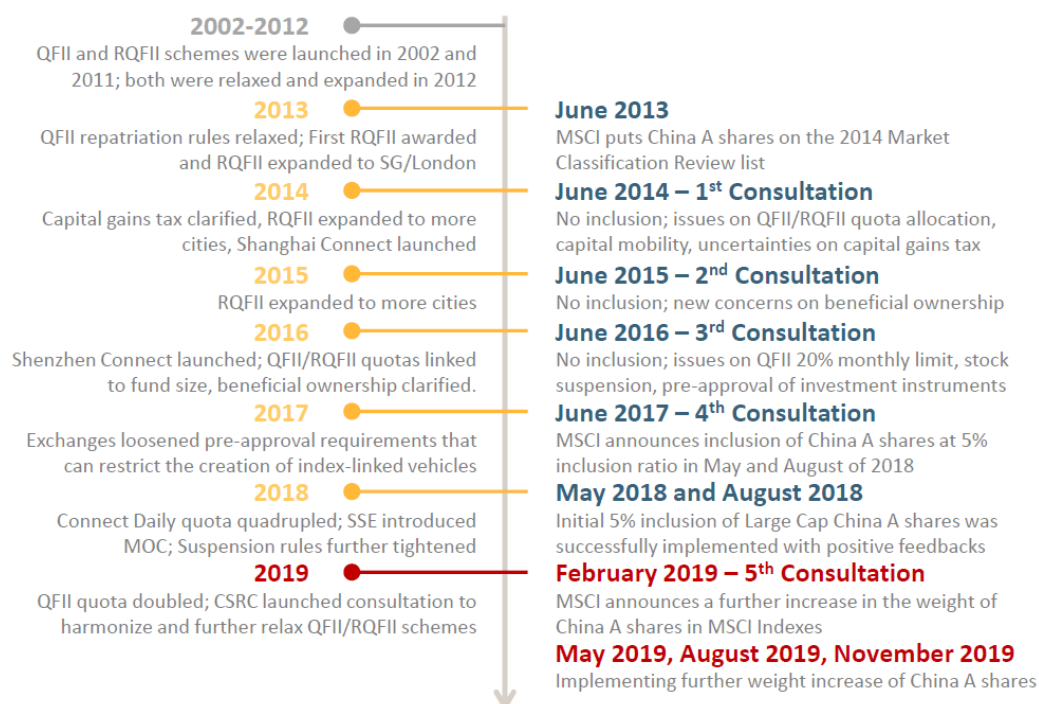 2002-2012
QFII and RQFII schemes were launched in 2002 and
2011; both were relaxed and expanded in 2012
2013
QFII repatriation rules relaxed; First RQFII awarded
and RQFII expanded to SG/London
June 2013
MSCI puts China A shares on the 2014 Market
Classification Review list
2014
Capital gains tax clarified, RQFII expanded to more
cities, Shanghai Connect launched
June 2014 – 1st Consultation
No inclusion; issues on QFII/RQFII quota allocation,
capital mobility, uncertainties on capital gains tax
2015
RQFII expanded to more cities
June 2015 – 2nd Consultation
No inclusion; new concerns on beneficial ownership
2016
Shenzhen Connect launched; QFII/RQFII quotas linked
to fund size, beneficial ownership clarified.
June 2016 – 3rd Consultation
No inclusion; issues on QFII 20% monthly limit, stock
suspension, pre-approval of investment instruments
2017
Exchanges loosened pre-approval requirements that
can restrict the creation of index-linked vehicles
June 2017 – 4th Consultation
MSCI announces inclusion of China A shares at 5%
inclusion ratio in May and August of 2018
2018
Connect Daily quota quadrupled; SSE introduced
MOC; Suspension rules further tightened
May 2018 and August 2018
Initial 5% inclusion of Large Cap China A shares was
successfully implemented with positive feedbacks
2019
QFII quota doubled; CSRC launched consultation to
harmonize and further relax QFII/RQFII schemes
February 2019 – 5th Consultation
MSCI announces a further increase in the weight of
China A shares in MSCI Indexes
May 2019, August 2019, November 2019
Implementing further weight increase of China A shares